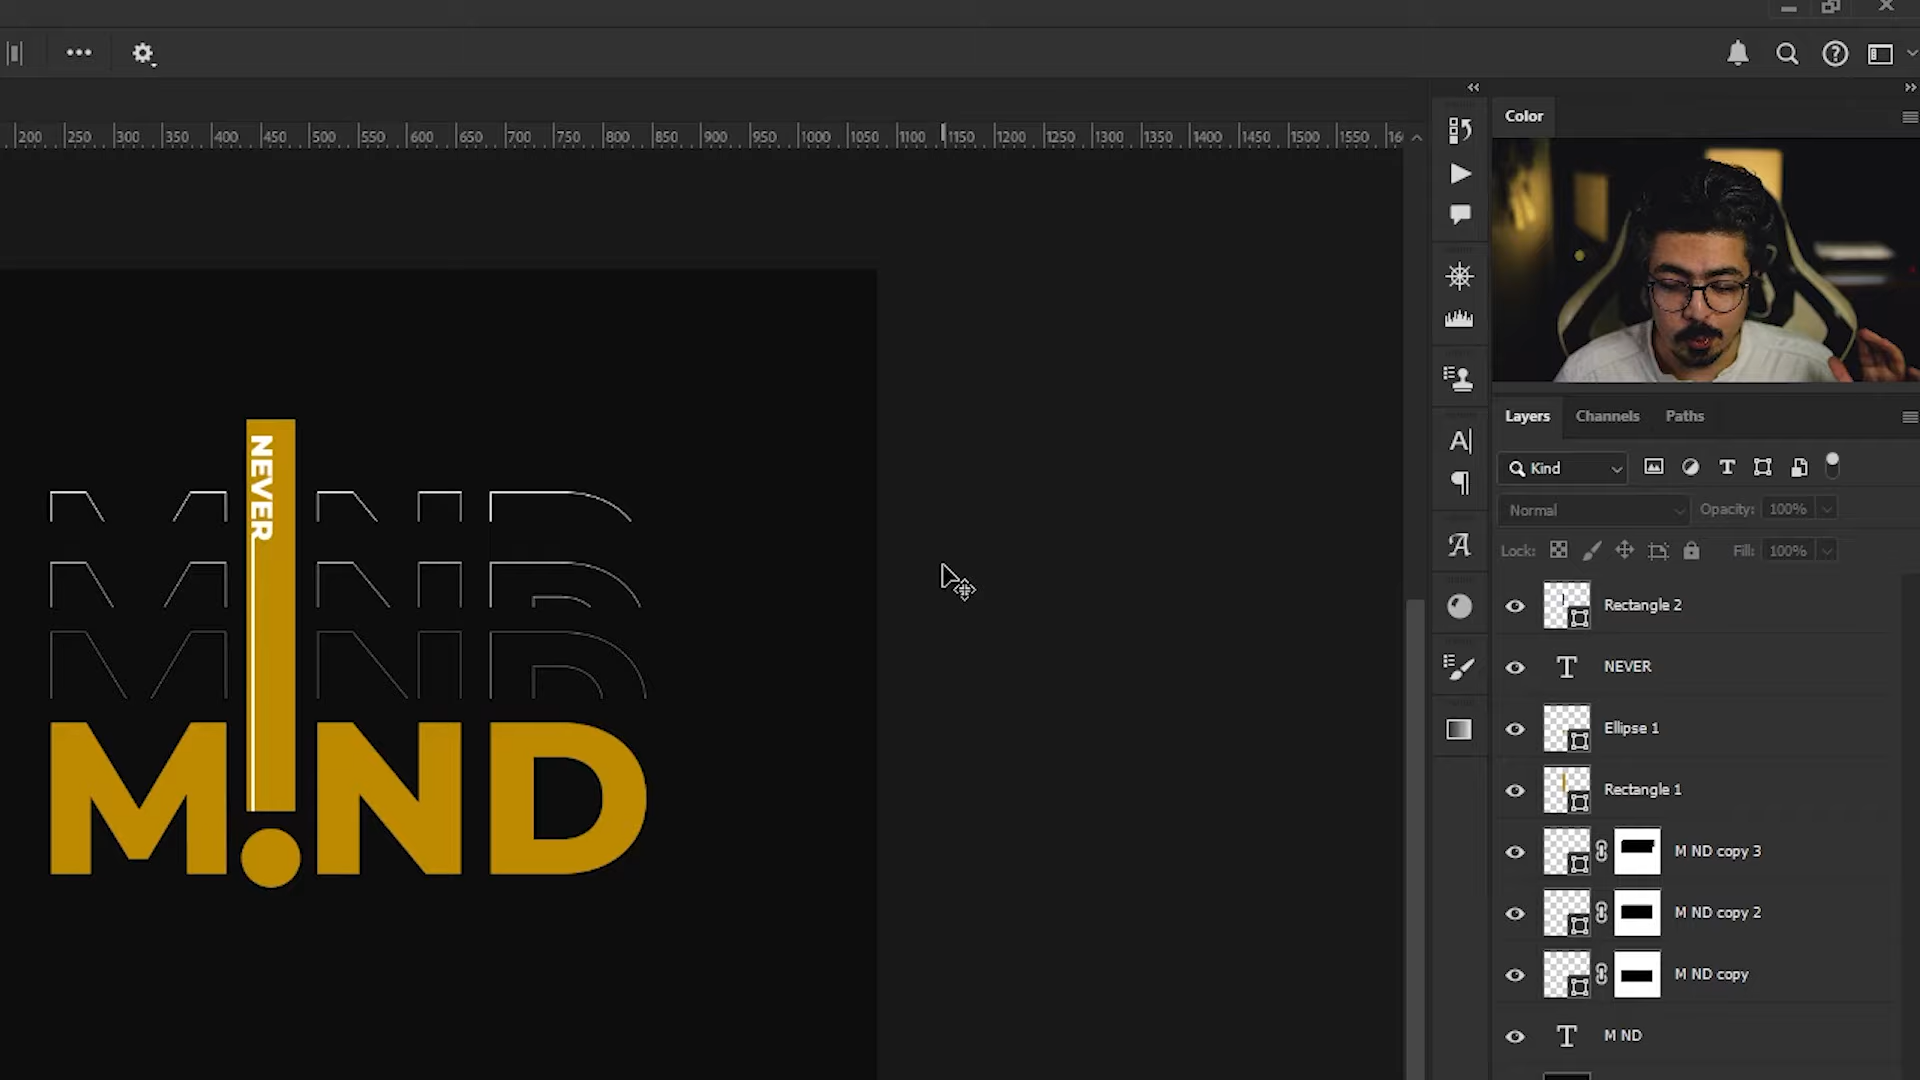 200 250 300 350 400 450 500 550 600 650 700 750 800 850 900 950 1000 1050 1100 1150 1200 1250 1300 1350 1400 1450 1500 1550
Color
Layers Channels Paths
Kind
Normal Opacity: 100%
Lock: Fill: 100%
Rectangle 2
NEVER
Ellipse 1
Rectangle 1
M ND copy 3
M ND copy 2
M ND copy
M ND
NEVER
M ND
M ND
M ND
M ND